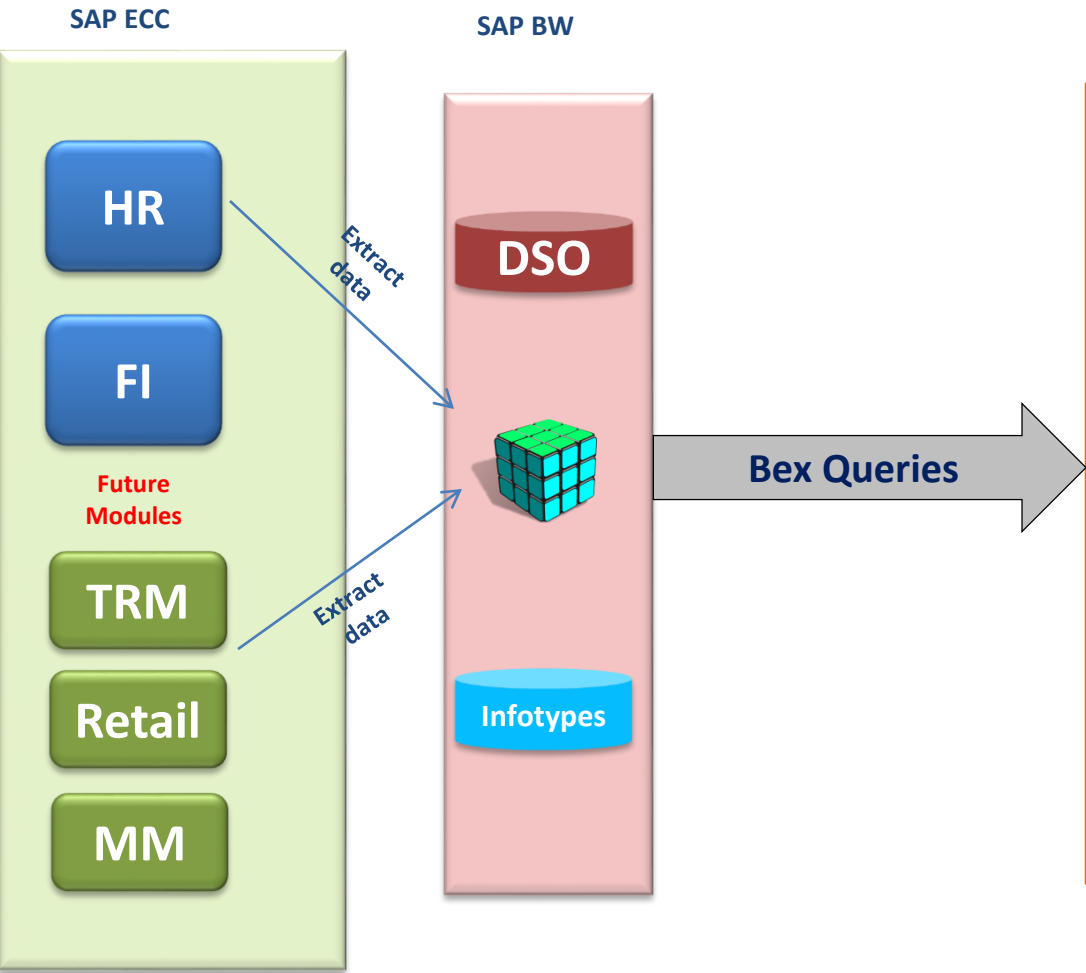 SAP ECC
SAP BW
HR
Extract
data
DSO
FI
Bex Queries
Future
Modules
TRM
Extract
data
Retail
Infotypes
MM